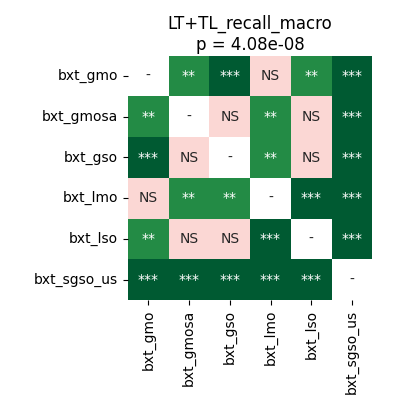 LT+TL_recall_macro
p = 4.08e-08
bxt_gmo - ** *** NS ** ***
bxt_gmosa ** - NS ** NS ***
bxt_gso *** NS - ** NS ***
bxt_lmo NS ** ** - *** ***
bxt_lso ** NS NS *** - ***
bxt_sgso_us *** *** *** *** *** -
bxt_gmo bxt_gmosa bxt_gso bxt_lmo bxt_lso bxt_sgso_us